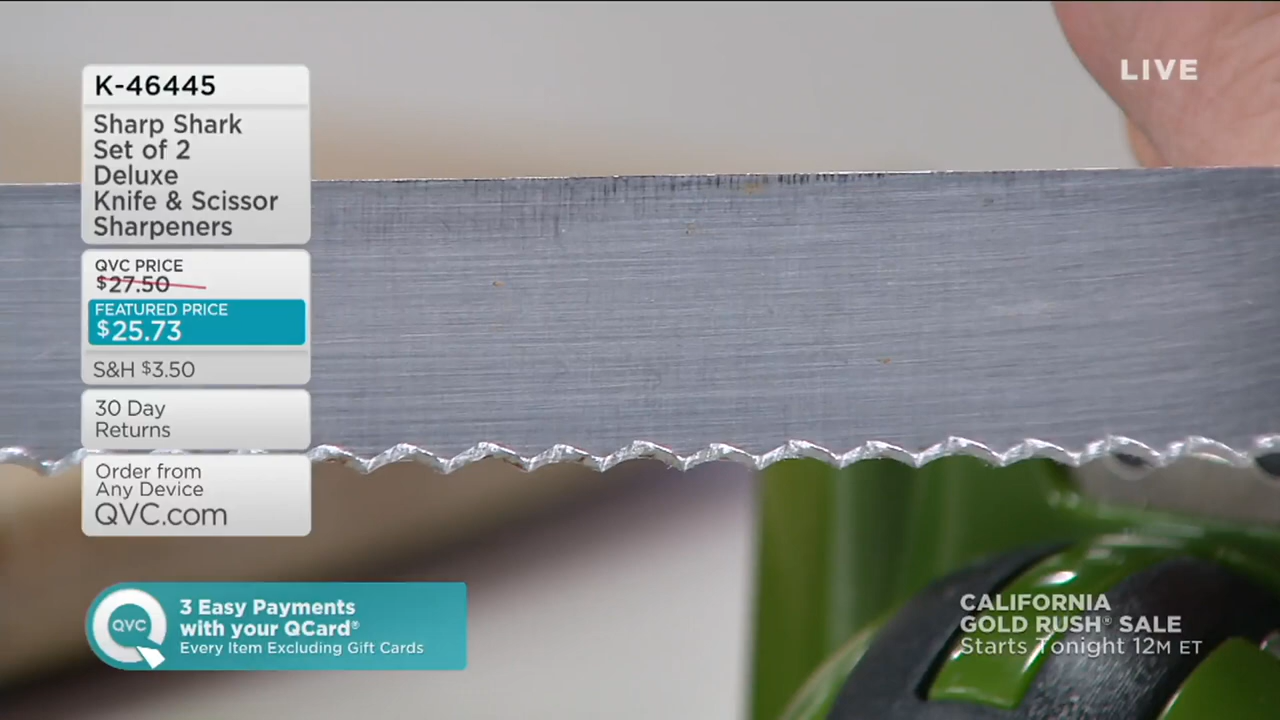 K-46445
Sharp Shark
Set of 2
Deluxe
Knife & Scissor
Sharpeners
QVC PRICE
$27.50
FEATURED PRICE
$25.73
S&H $3.50
30 Day
Returns
Order from
Any Device
QVC.com
QVC
3 Easy Payments
with your QCard®
Every Item Excluding Gift Cards
LIVE
CALIFORNIA
GOLD RUSH® SALE
Starts Tonight 12M ET